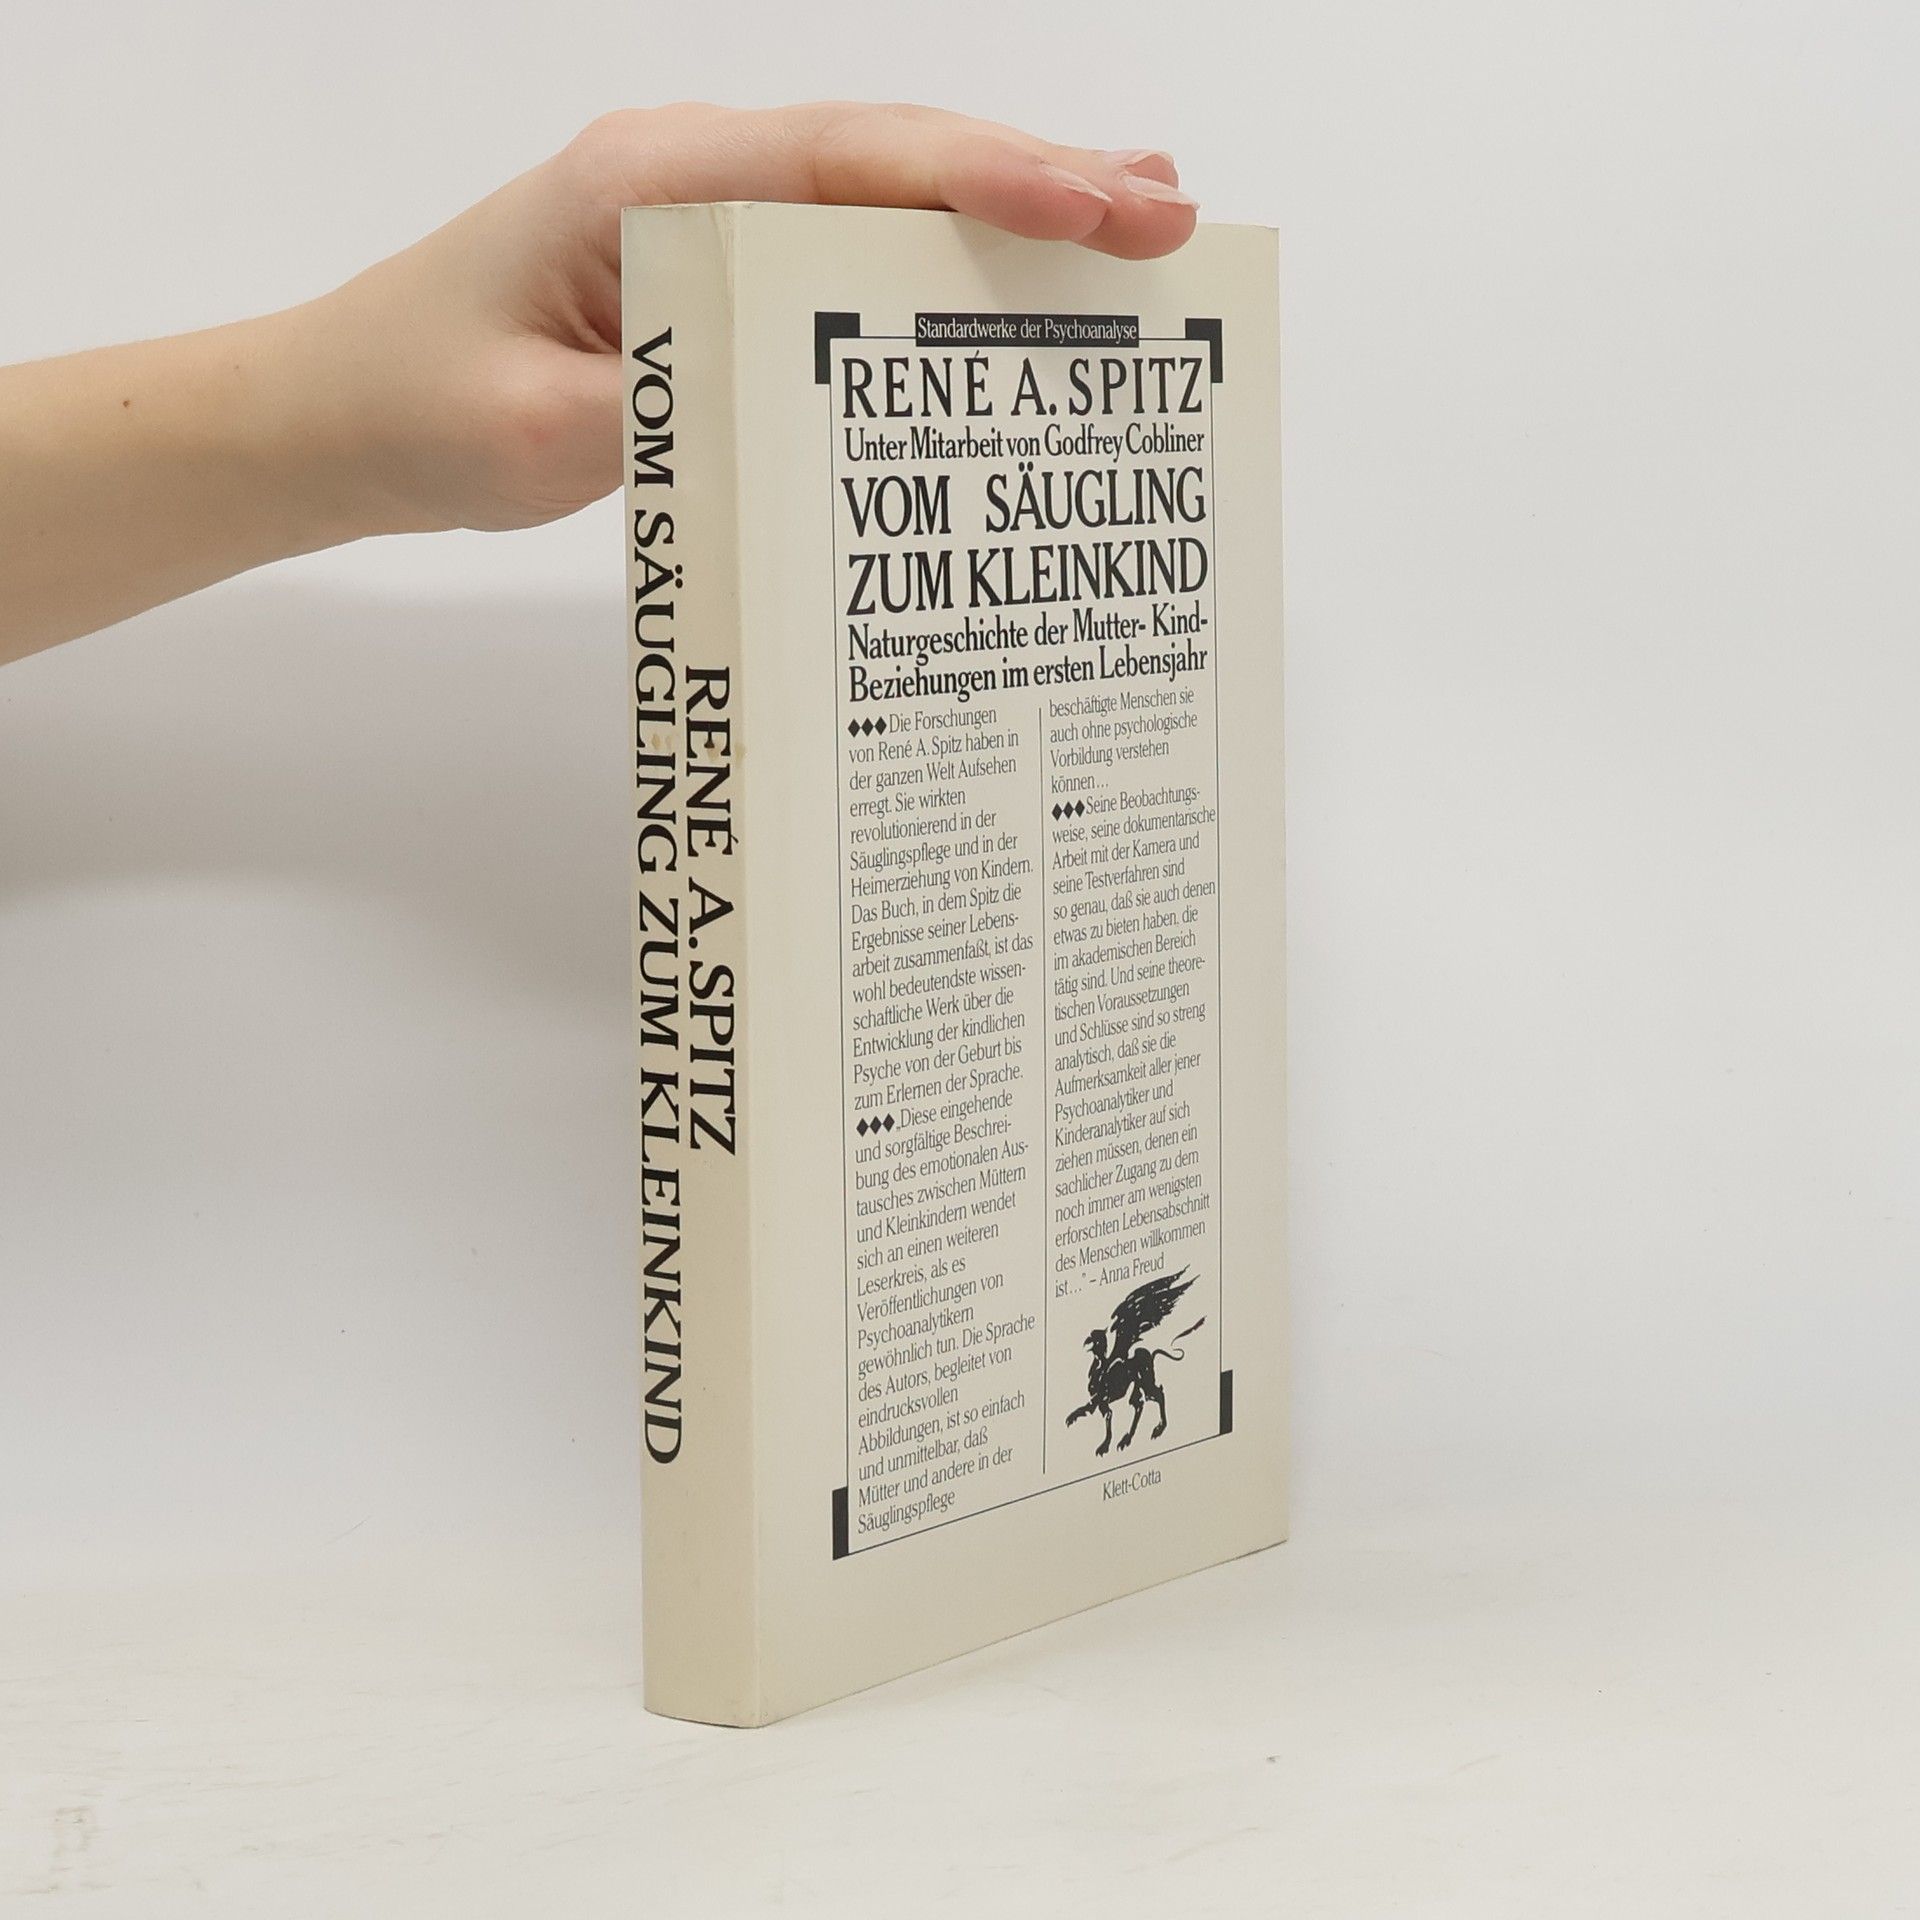 VOM SÄUGLING ZUM KLEINKIND
RENÉ A. SPITZ
Standardwerke der Psychoanalyse
RENÉ A. SPITZ
Unter Mitarbeit von Godfrey Cobliner
VOM SÄUGLING
ZUM KLEINKIND
Naturgeschichte der Mutter-Kind-
Beziehungen im ersten Lebensjahr
◆◆◆Die Forschungen
von René A. Spitz haben in
der ganzen Welt Aufsehen
erregt. Sie wirkten
revolutionierend in der
Säuglingspflege und in der
Heimerziehung von Kindern.
Das Buch, in dem Spitz die
Ergebnisse seiner Lebens-
arbeit zusammenfaßt, ist das
wohl bedeutendste wissen-
schaftliche Werk über die
Entwicklung der kindlichen
Psyche von der Geburt bis
zum Erlernen der Sprache.
◆◆◆„Diese eingehende
und sorgfältige Beschrei-
bung des emotionalen Aus-
tausches zwischen Müttern
und Kleinkindern wendet
sich an einen weiteren
Leserkreis, als es
Veröffentlichungen von
Psychoanalytikern
gewöhnlich tun. Die Sprache
des Autors, begleitet von
eindrucksvollen
Abbildungen, ist so einfach
und unmittelbar, daß
Mütter und andere in der
Säuglingspflege
beschäftigte Menschen sie
auch ohne psychologische
Vorbildung verstehen
können...
◆◆◆Seine Beobachtungs-
weise, seine dokumentarische
Arbeit mit der Kamera und
seine Testverfahren sind
so genau, daß sie auch denen
etwas zu bieten haben, die
im akademischen Bereich
tätig sind. Und seine theore-
tischen Voraussetzungen
und Schlüsse sind so streng
analytisch, daß sie die
Aufmerksamkeit aller jener
Psychoanalytiker und
Kinderanalytiker auf sich
ziehen müssen, denen ein
sachlicher Zugang zu dem
noch immer am wenigsten
erforschten Lebensabschnitt
des Menschen willkommen
ist...” – Anna Freud
Klett-Cotta